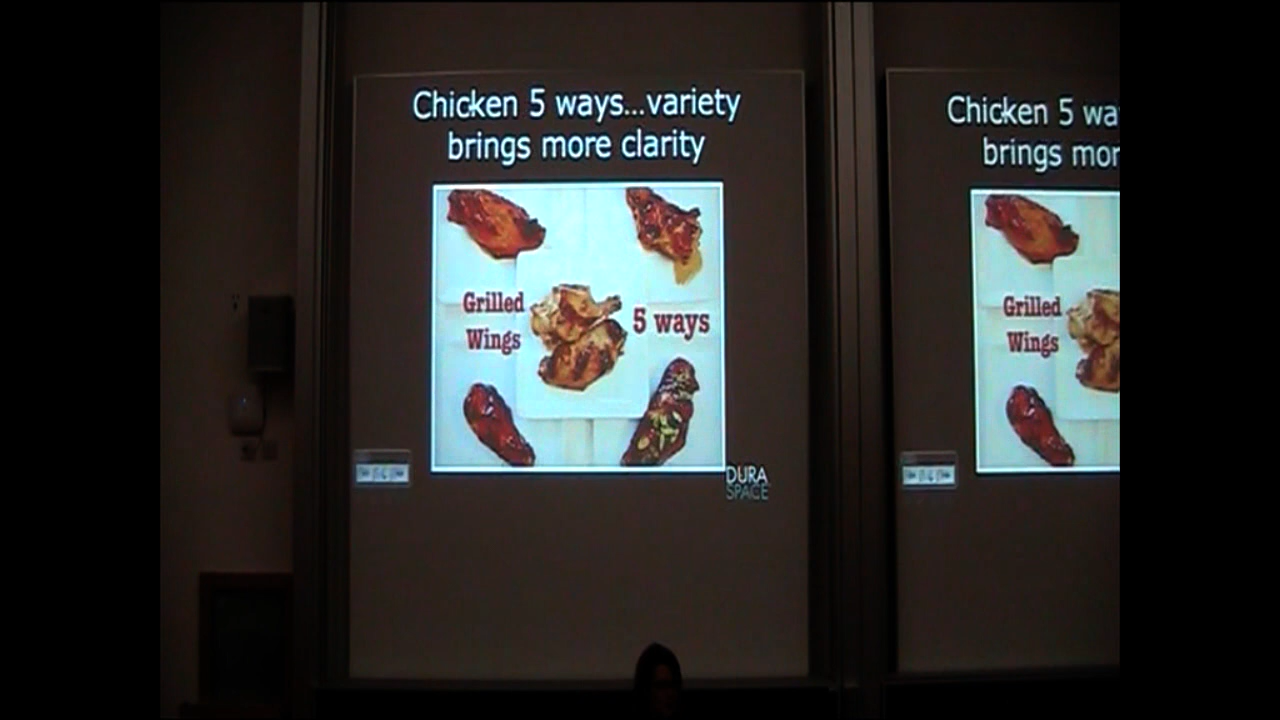 Chicken 5 ways...variety
brings more clarity
Grilled
Wings
5 ways
DURA
SPACE
Chicken 5 wa
brings mor
Grilled
Wings